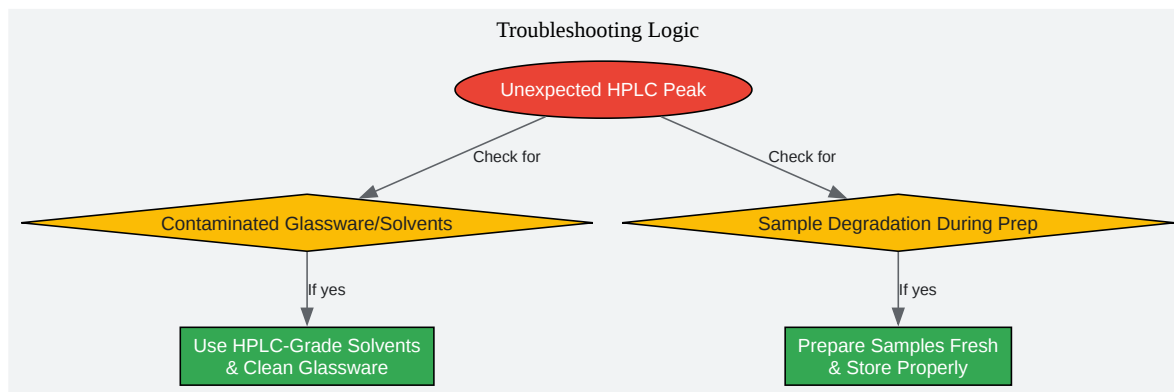 Troubleshooting Logic
Unexpected HPLC Peak
Check for
Check for
Contaminated Glassware/Solvents
Sample Degradation During Prep
If yes
If yes
Use HPLC-Grade Solvents
& Clean Glassware
Prepare Samples Fresh
& Store Properly